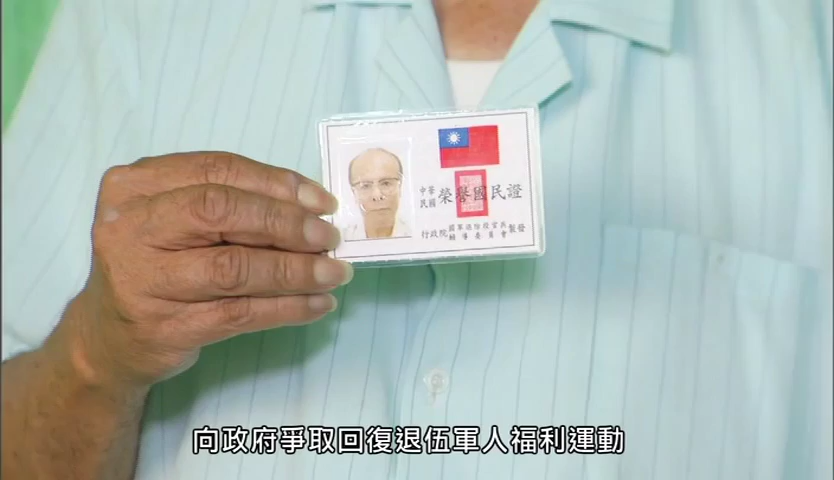 中華民國 榮譽國民證
行政院 國軍退除役官兵輔導委員會 製發
向政府爭取回復退伍軍人福利運動